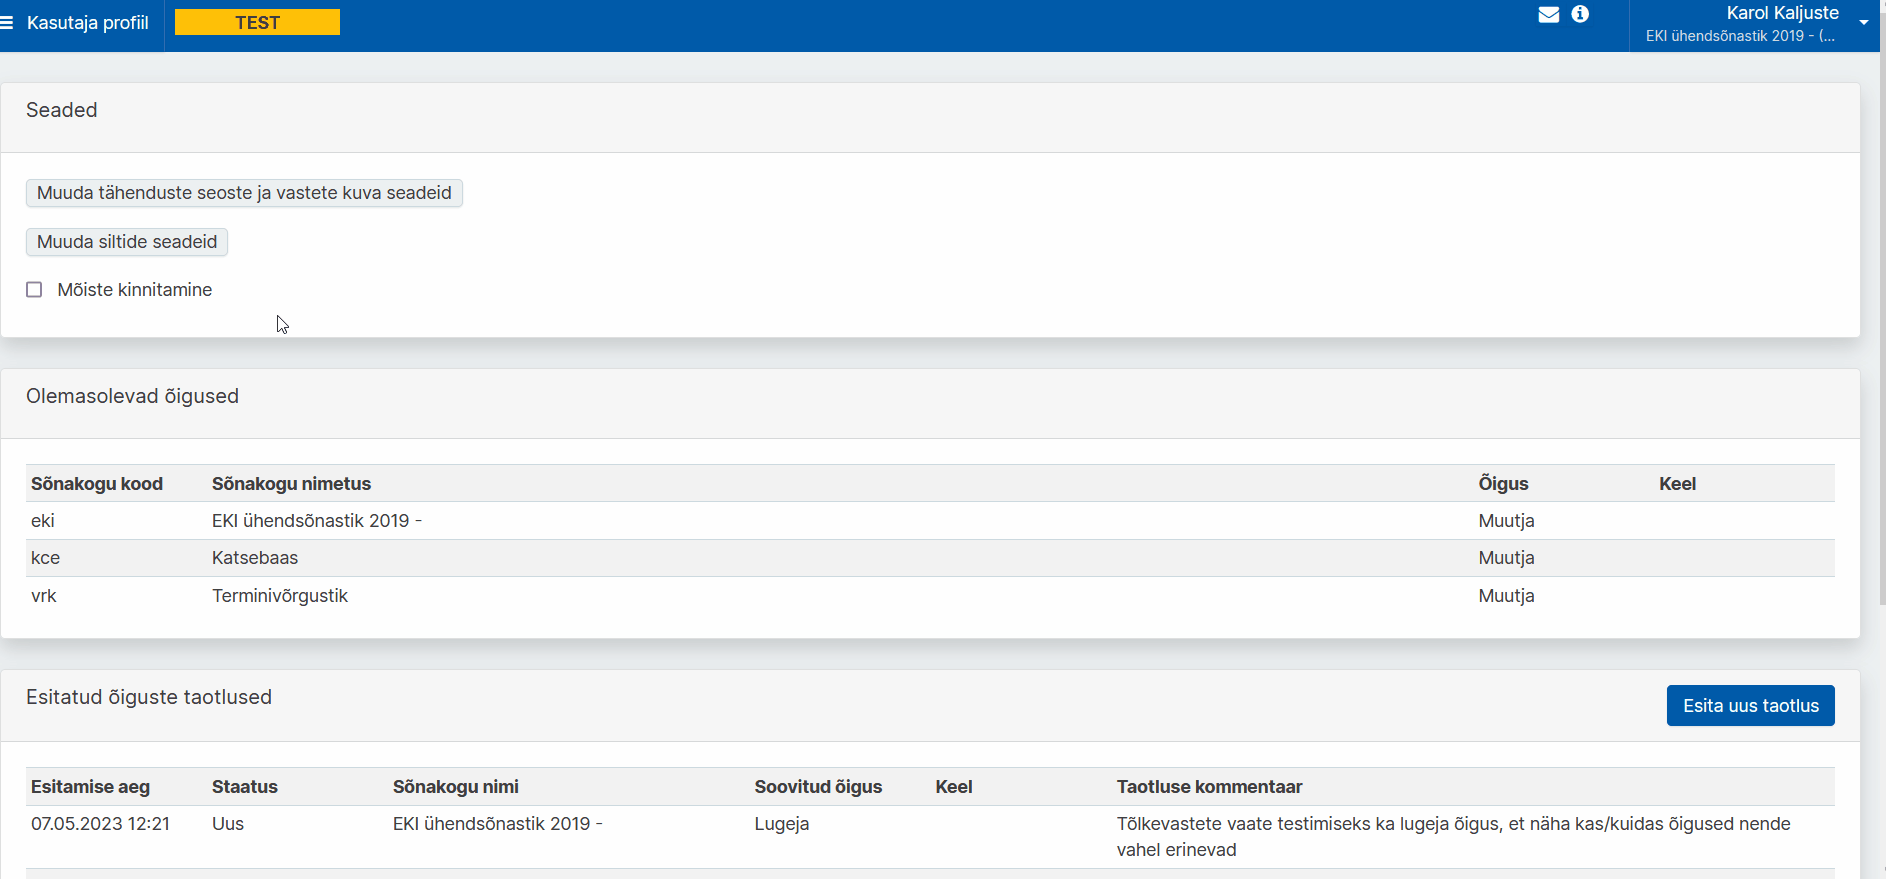 Kasutaja profiil
TEST
Karol Kaljuste
EKI ühendsõnastik 2019 - (...
Seaded
Muuda tähenduste seoste ja vastete kuva seadeid
Muuda siltide seadeid
Mõiste kinnitamine
Olemasolevad õigused
Sõnakogu kood Sõnakogu nimetus Õigus Keel
eki EKI ühendsõnastik 2019 - Muutja
kce Katsebaas Muutja
vrk Terminivõrgustik Muutja
Esitatud õiguste taotlused
Esita uus taotlus
Esitamise aeg Staatus Sõnakogu nimi Soovitud õigus Keel Taotluse kommentaar
07.05.2023 12:21 Uus EKI ühendsõnastik 2019 - Lugeja Tõlkevastete vaate testimiseks ka lugeja õigus, et näha kas/kuidas õigused nende
vahel erinevad